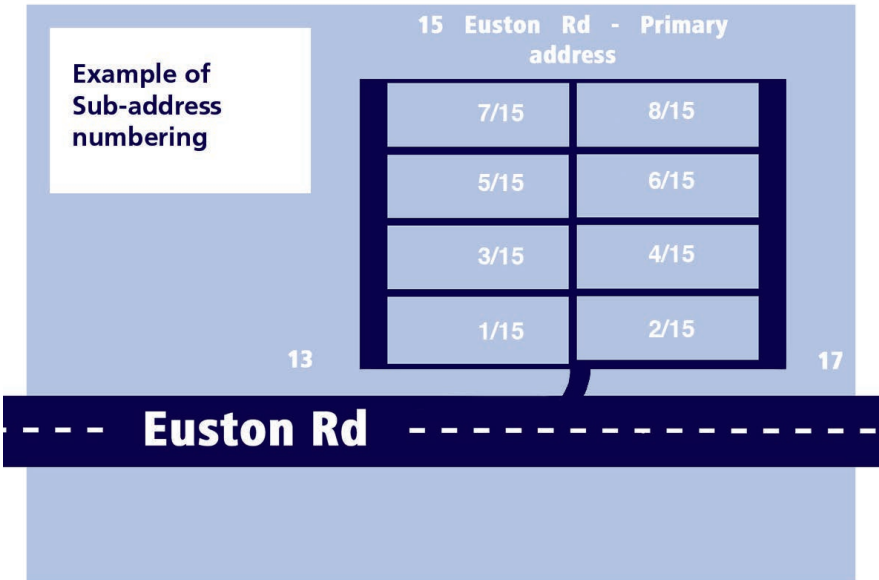 15 Euston Rd - Primary
address
Example of
Sub-address
numbering
7/15 8/15
5/15 6/15
3/15 4/15
1/15 2/15
13 17
Euston Rd